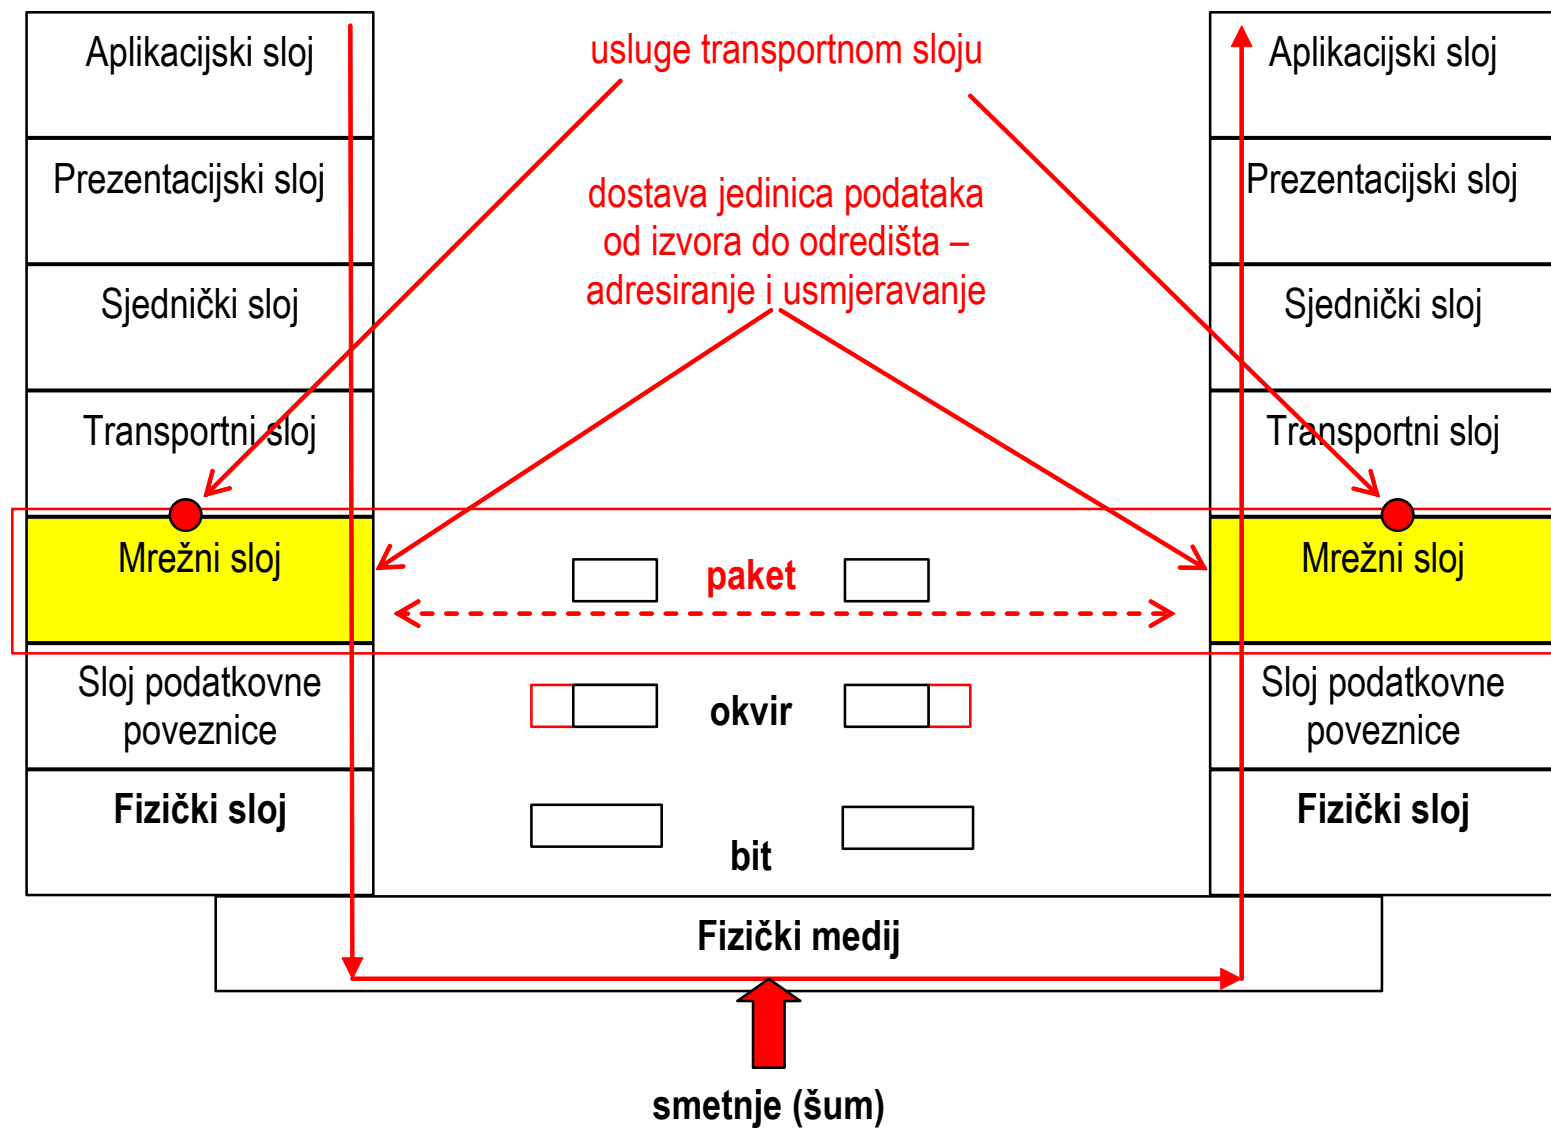 Aplikacijski sloj
Prezentacijski sloj
Sjednički sloj
Transportni sloj
Mrežni sloj
Sloj podatkovne
poveznice
Fizički sloj
usluge transportnom sloju
dostava jedinica podataka
od izvora do odredišta –
adresiranje i usmjeravanje
paket
okvir
bit
Aplikacijski sloj
Prezentacijski sloj
Sjednički sloj
Transportni sloj
Mrežni sloj
Sloj podatkovne
poveznice
Fizički sloj
Fizički medij
smetnje (šum)